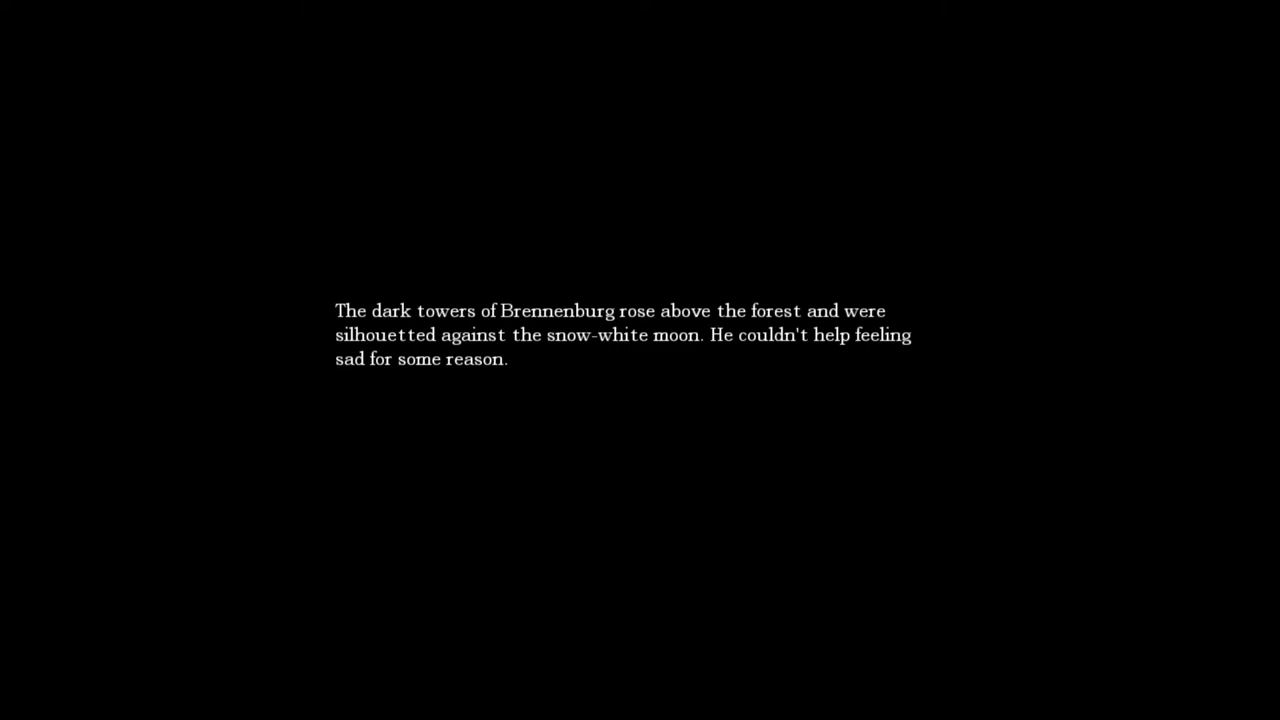 The dark towers of Brennenburg rose above the forest and were
silhouetted against the snow-white moon. He couldn't help feeling
sad for some reason.